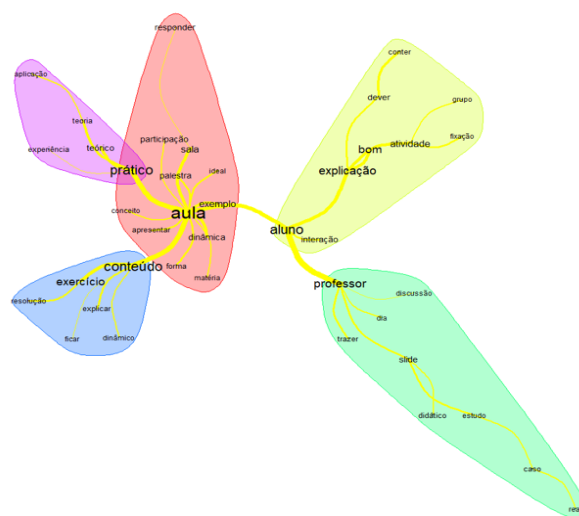 responder
conter
aplicação
dever
grupo
teoria
participação
fixação
bom
atividade
teórico
experiência
sala
prático
palestra
ideal
explicação
exemplo
conceito
aula
apresentar
aluno
dinâmica
interação
conteúdo
forma
matéria
exercício
professor
resolução
explicar
discussão
ficar
dinâmico
dra
trazer
slide
didático
estudo
caso